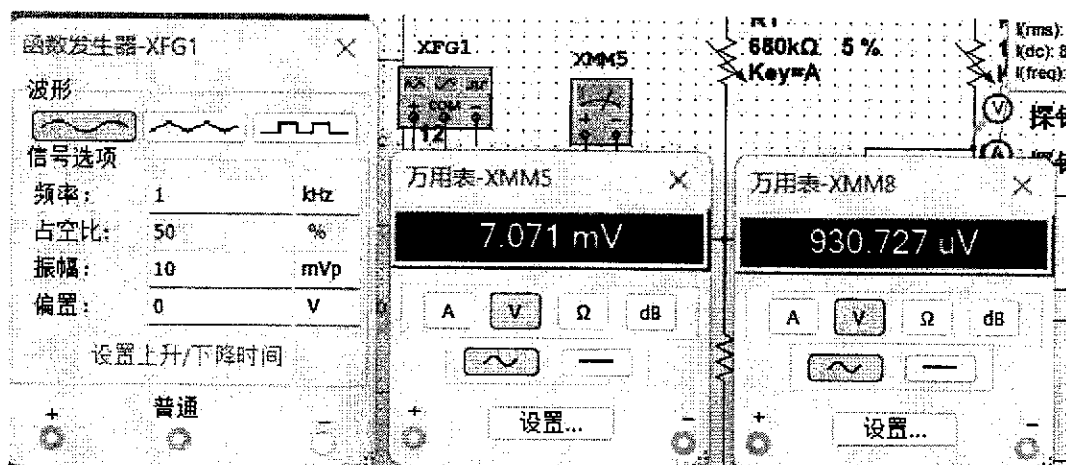 函数发生器-XFG1
波形
信号选项
频率: 1 kHz
占空比: 50 %
振幅: 10 mVp
偏置: 0 V
设置上升/下降时间
+ 普通 −
XFG1
COM
+ −
12
XMM5
+ −
R1
680kΩ 5 %
Key=A
I(rms):
I(dc): 8
I(freq):
V
A
万用表-XMM5
7.071 mV
A V Ω dB
设置...
+ −
万用表-XMM8
930.727 uV
A V Ω dB
设置...
+ −